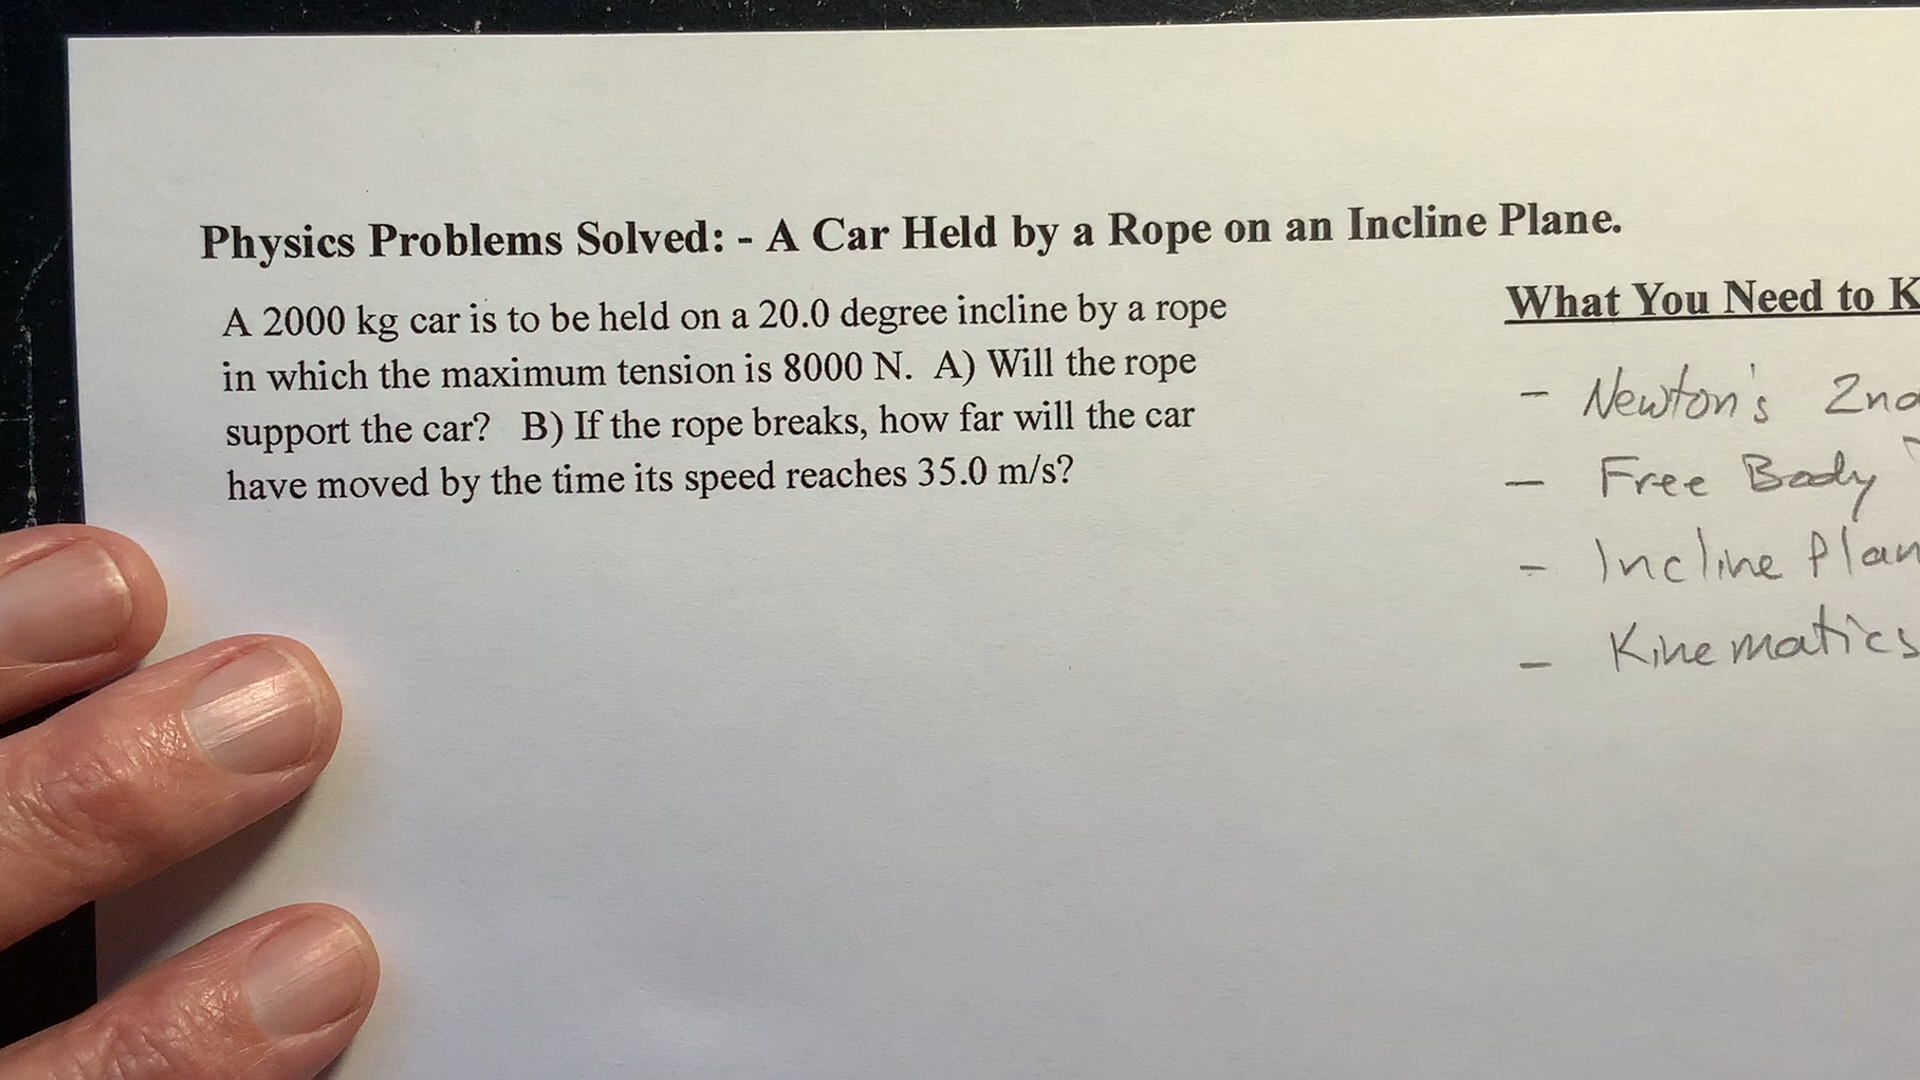 Physics Problems Solved: - A Car Held by a Rope on an Incline Plane.
A 2000 kg car is to be held on a 20.0 degree incline by a rope
in which the maximum tension is 8000 N. A) Will the rope
support the car? B) If the rope breaks, how far will the car
have moved by the time its speed reaches 35.0 m/s?
What You Need to K
- Newton's 2nd
- Free Body
- Incline Plan
- Kinematics